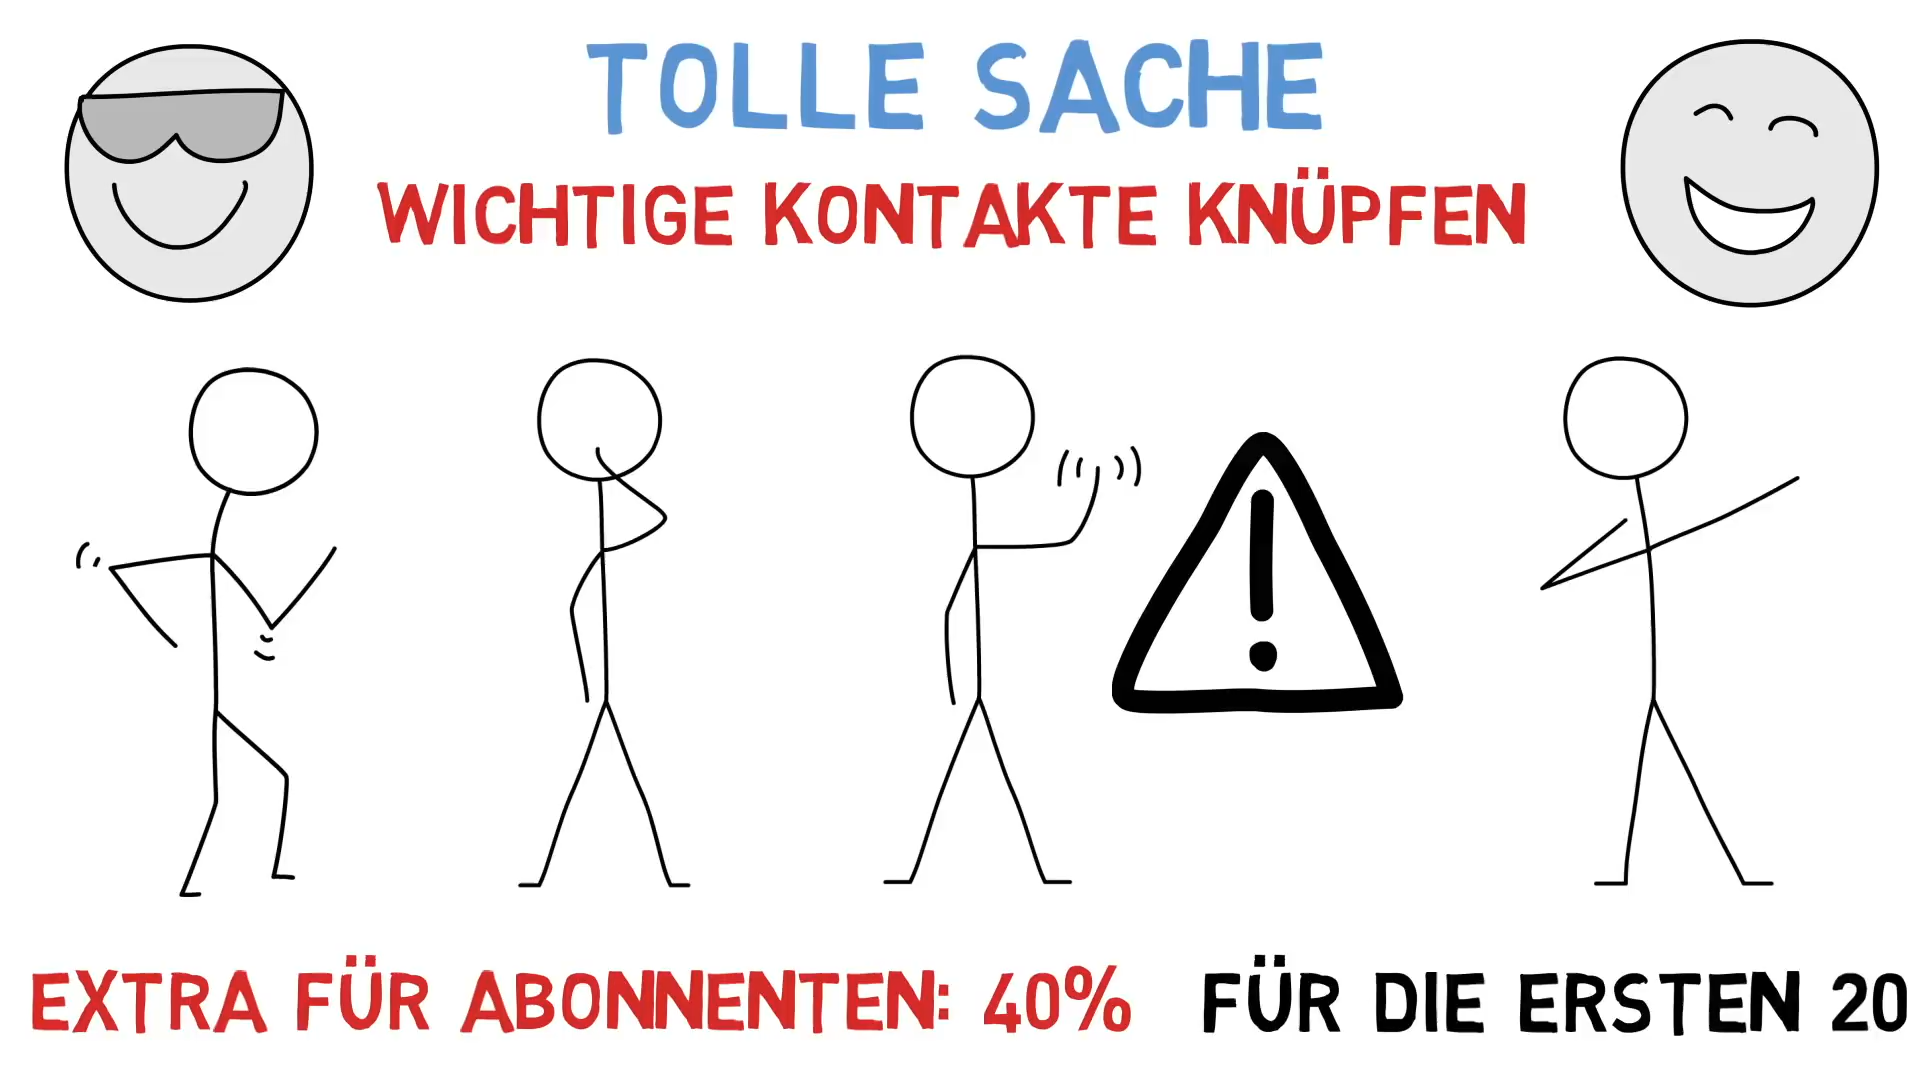 TOLLE SACHE
WICHTIGE KONTAKTE KNÜPFEN
EXTRA FÜR ABONNENTEN: 40% FÜR DIE ERSTEN 20